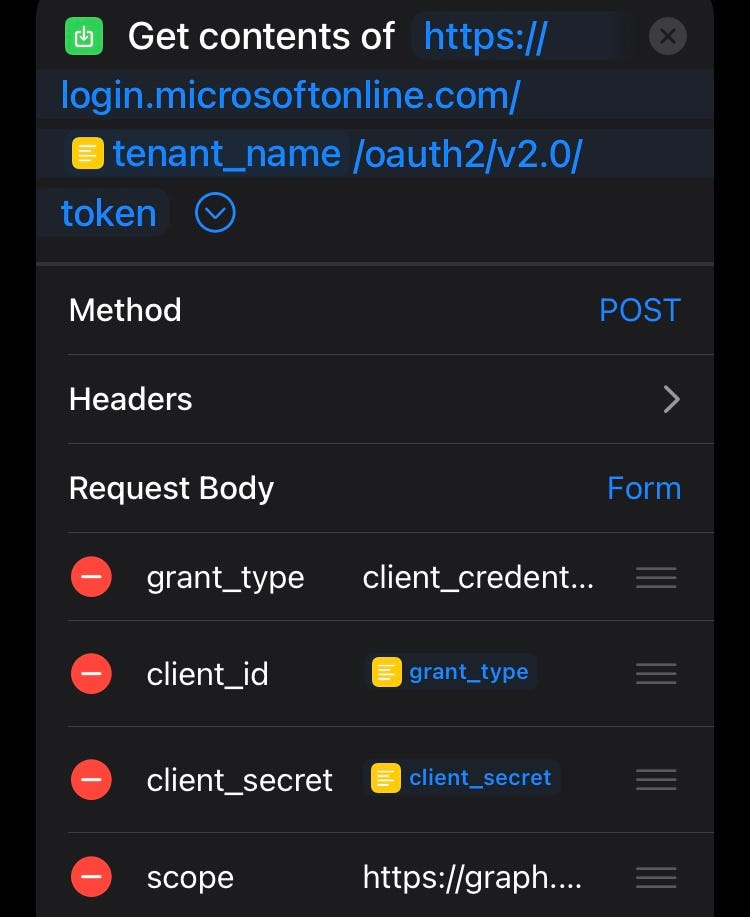 Get contents of https://
login.microsoftonline.com/
tenant_name /oauth2/v2.0/
token
Method POST
Headers
Request Body Form
grant_type client_credent...
client_id grant_type
client_secret client_secret
scope https://graph....